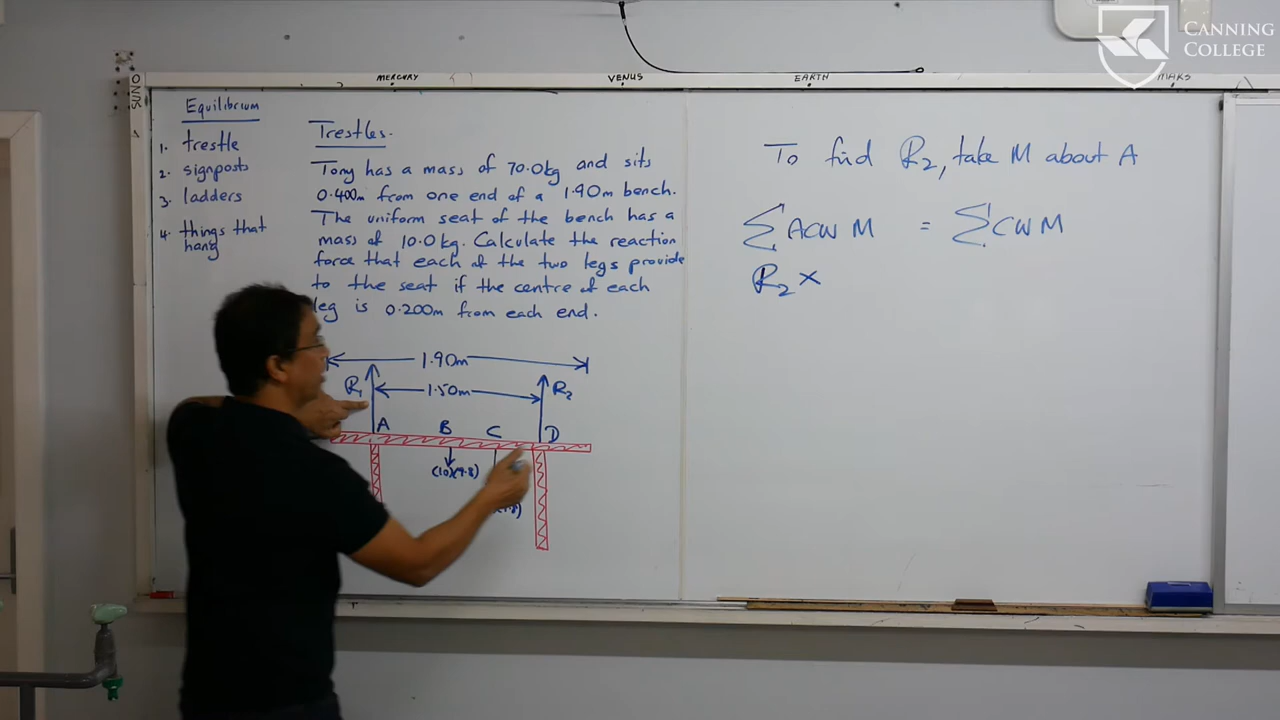 CANNING
COLLEGE
MERCURY
VENUS
EARTH
MARS
Equilibrium
1. trestle
2. signposts
3. ladders
4. things that
hang
Trestles.
Tony has a mass of 70.0kg and sits
0.400m from one end of a 1.90m bench.
The uniform seat of the bench has a
mass of 10.0kg. Calculate the reaction
force that each of the two legs provide
to the seat if the centre of each
leg is 0.200m from each end.
1.90m
R₁
1.50m
R₂
A
B
C
D
(10)(9.8)
To find R₂, take M about A
∑ACW M = ∑CW M
R₂ ×